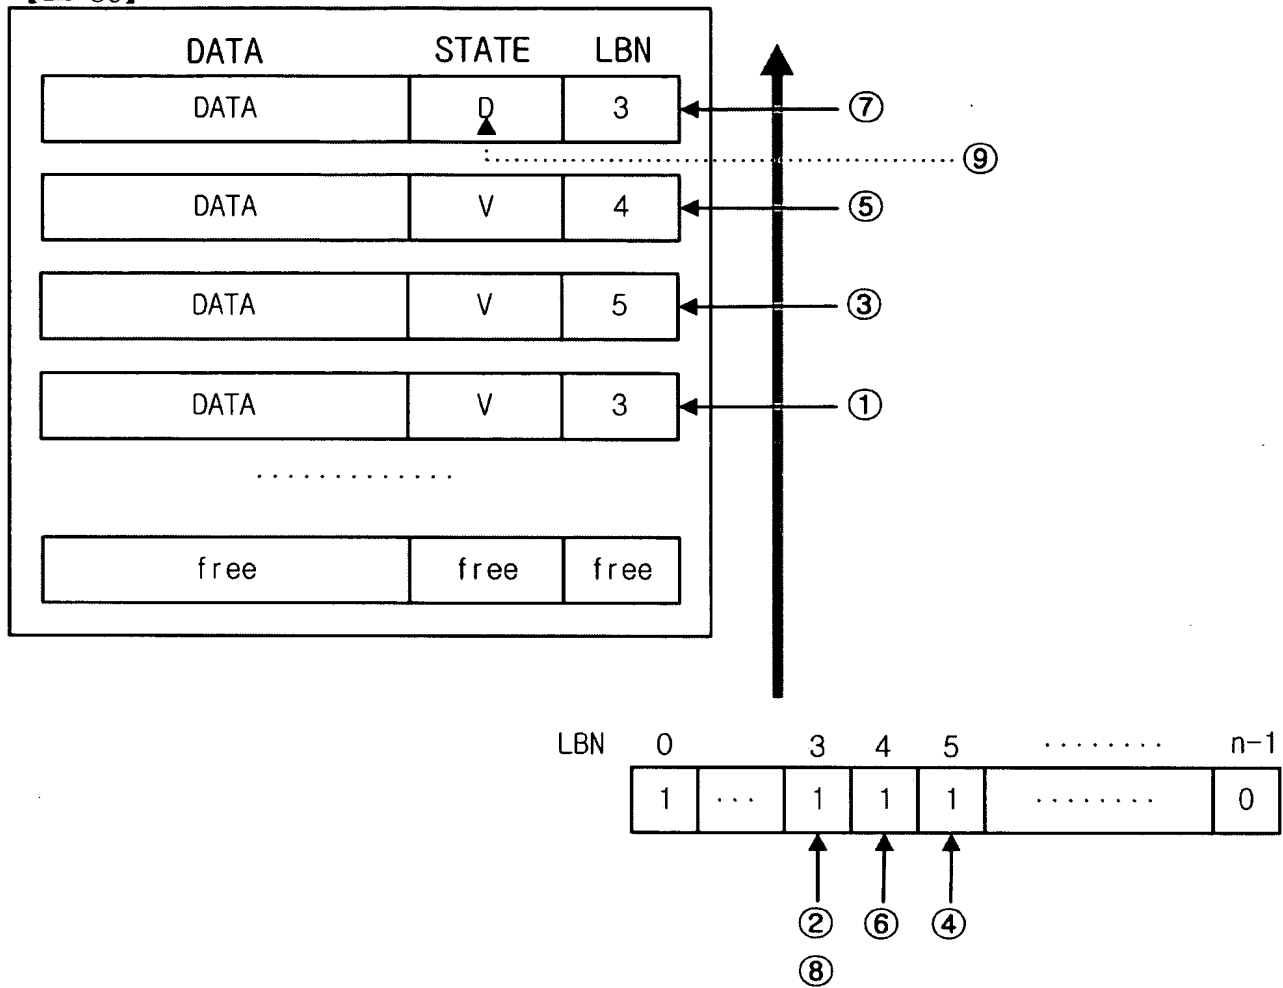 DATA STATE LBN
DATA D 3 ⑦
⑨
DATA V 4 ⑤
DATA V 5 ③
DATA V 3 ①
.............
free free free
LBN 0 3 4 5 ........ n-1
1 ... 1 1 1 ........ 0
② ⑥ ④
⑧